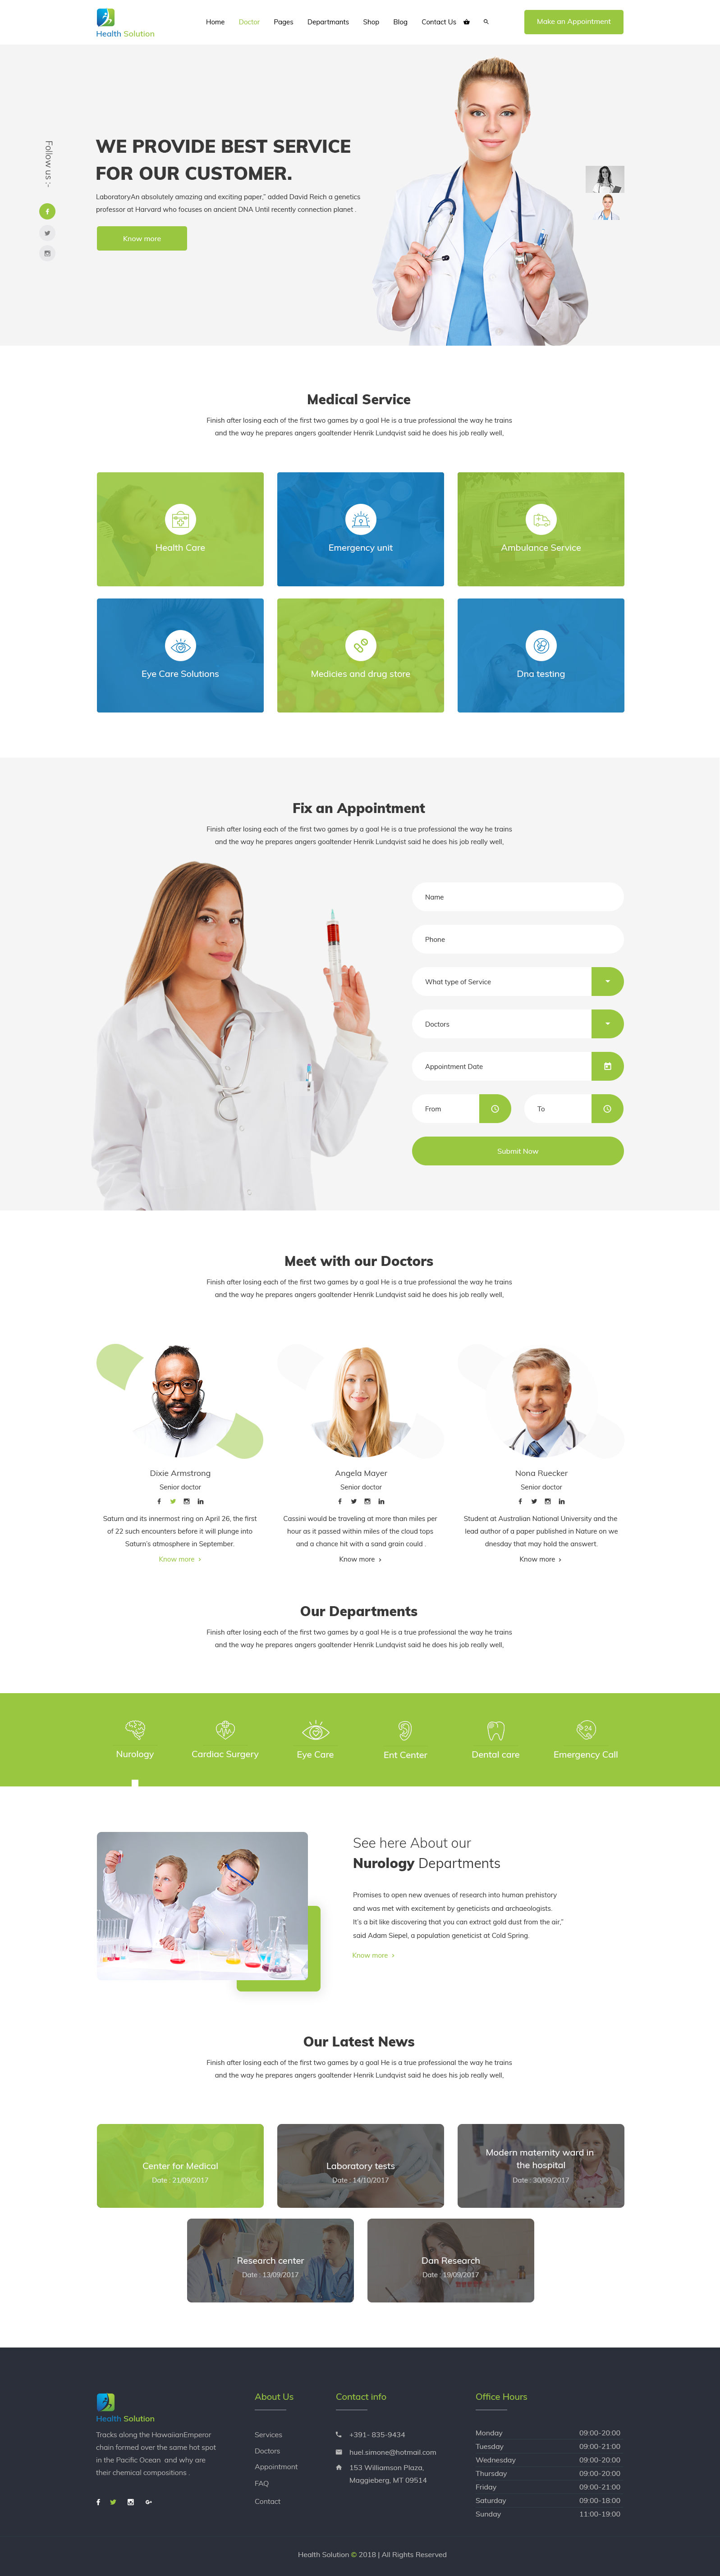 Health Solution
Home Doctor Pages Departmants Shop Blog Contact Us
Make an Appointment
Follow us :-
WE PROVIDE BEST SERVICE
FOR OUR CUSTOMER.
LaboratoryAn absolutely amazing and exciting paper,” added David Reich a genetics
professor at Harvard who focuses on ancient DNA Until recently connection planet .
Know more
Medical Service
Finish after losing each of the first two games by a goal He is a true professional the way he trains
and the way he prepares angers goaltender Henrik Lundqvist said he does his job really well,
Health Care
Emergency unit
Ambulance Service
Eye Care Solutions
Medicies and drug store
Dna testing
Fix an Appointment
Finish after losing each of the first two games by a goal He is a true professional the way he trains
and the way he prepares angers goaltender Henrik Lundqvist said he does his job really well,
Name
Phone
What type of Service
Doctors
Appointment Date
From To
Submit Now
Meet with our Doctors
Finish after losing each of the first two games by a goal He is a true professional the way he trains
and the way he prepares angers goaltender Henrik Lundqvist said he does his job really well,
Dixie Armstrong
Senior doctor
Saturn and its innermost ring on April 26, the first
of 22 such encounters before it will plunge into
Saturn’s atmosphere in September.
Know more
Angela Mayer
Senior doctor
Cassini would be traveling at more than miles per
hour as it passed within miles of the cloud tops
and a chance hit with a sand grain could .
Know more
Nona Ruecker
Senior doctor
Student at Australian National University and the
lead author of a paper published in Nature on we
dnesday that may hold the answert.
Know more
Our Departments
Finish after losing each of the first two games by a goal He is a true professional the way he trains
and the way he prepares angers goaltender Henrik Lundqvist said he does his job really well,
Nurology
Cardiac Surgery
Eye Care
Ent Center
Dental care
24
Emergency Call
See here About our
Nurology Departments
Promises to open new avenues of research into human prehistory
and was met with excitement by geneticists and archaeologists.
It’s a bit like discovering that you can extract gold dust from the air,”
said Adam Siepel, a population geneticist at Cold Spring.
Know more
Our Latest News
Finish after losing each of the first two games by a goal He is a true professional the way he trains
and the way he prepares angers goaltender Henrik Lundqvist said he does his job really well,
Center for Medical
Date : 21/09/2017
Laboratory tests
Date : 14/10/2017
Modern maternity ward in
the hospital
Date : 30/09/2017
Research center
Date : 13/09/2017
Dan Research
Date : 19/09/2017
Health Solution
Tracks along the HawaiianEmperor
chain formed over the same hot spot
in the Pacific Ocean and why are
their chemical compositions .
About Us
Services
Doctors
Appointmont
FAQ
Contact
Contact info
+391- 835-9434
huel.simone@hotmail.com
153 Williamson Plaza,
Maggieberg, MT 09514
Office Hours
Monday 09:00-20:00
Tuesday 09:00-21:00
Wednesday 09:00-20:00
Thursday 09:00-20:00
Friday 09:00-21:00
Saturday 09:00-18:00
Sunday 11:00-19:00
Health Solution © 2018 | All Rights Reserved